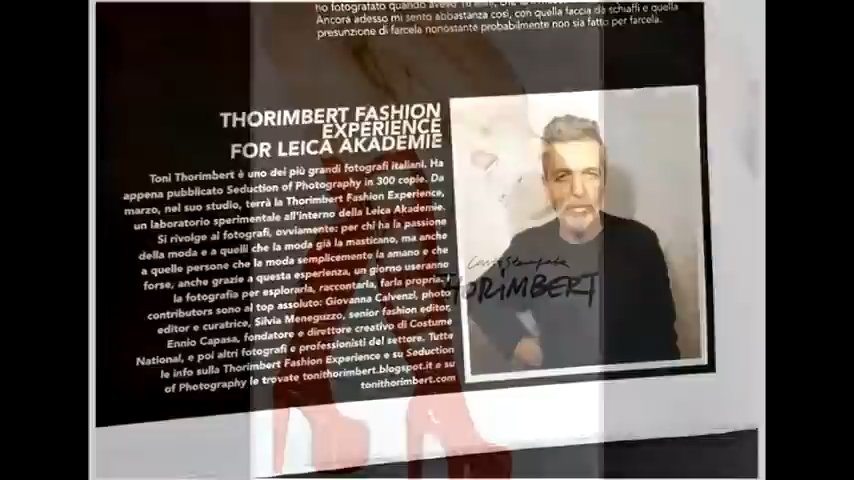 ho fotografato quando avevo
Ancora adesso mi sento abbastanza così, con quella faccia da schiaffi e quella
presunzione di farcela nonostante probabilmente non sia fatto per farcela.
THORIMBERT FASHION
EXPERIENCE
FOR LEICA AKADEMIE
Toni Thorimbert è uno dei più grandi fotografi italiani. Ha
appena pubblicato Seduction of Photography in 300 copie. Da
marzo, nel suo studio, terrà la Thorimbert Fashion Experience,
un laboratorio sperimentale all'interno della Leica Akademie.
Si rivolge ai fotografi, ovviamente: per chi ha la passione
della moda e a quelli che la moda già la masticano, ma anche
a quelle persone che la moda semplicemente la amano e che
forse, anche grazie a questa esperienza, un giorno useranno
la fotografia per esplorarla, raccontarla, farla propria. I
contributors sono al top assoluto: Giovanna Calvenzi, photo
editor e curatrice, Silvia Meneguzzo, senior fashion editor,
Ennio Capasa, fondatore e direttore creativo di Costume
National, e poi altri fotografi e professionisti del settore. Tutte
le info sulla Thorimbert Fashion Experience e su Seduction
of Photography le trovate tonithorimbert.blogspot.it e su
tonithorimbert.com
THORIMBERT